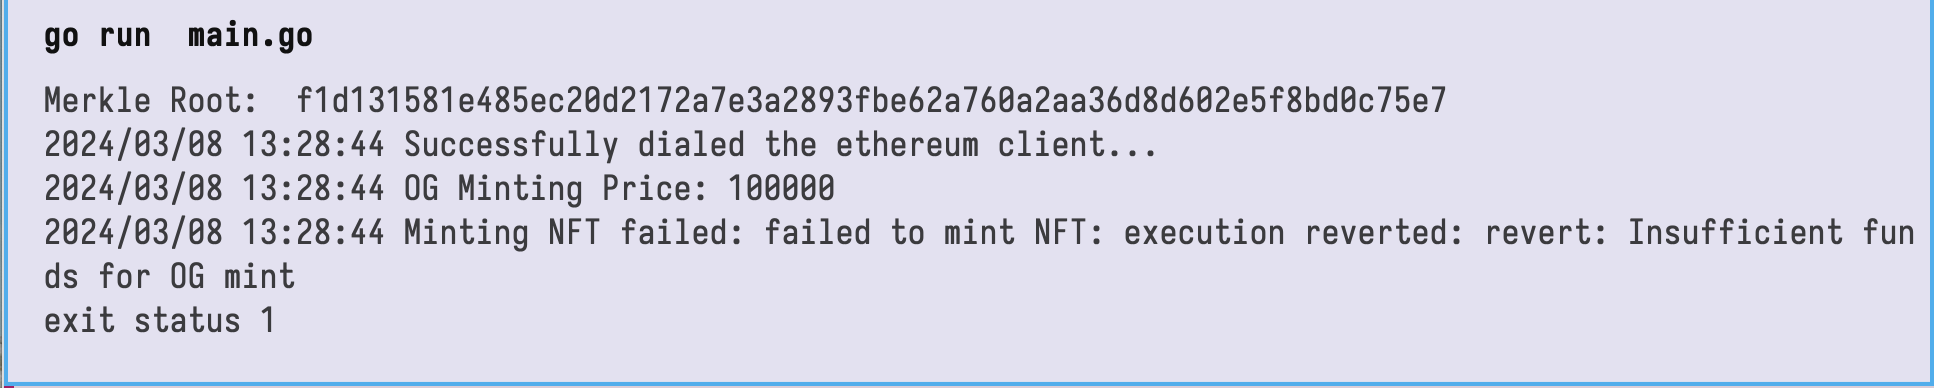 go run  main.go
Merkle Root:  f1d131581e485ec20d2172a7e3a2893fbe62a760a2aa36d8d602e5f8bd0c75e7
2024/03/08 13:28:44 Successfully dialed the ethereum client...
2024/03/08 13:28:44 OG Minting Price: 100000
2024/03/08 13:28:44 Minting NFT failed: failed to mint NFT: execution reverted: revert: Insufficient fun
ds for OG mint
exit status 1